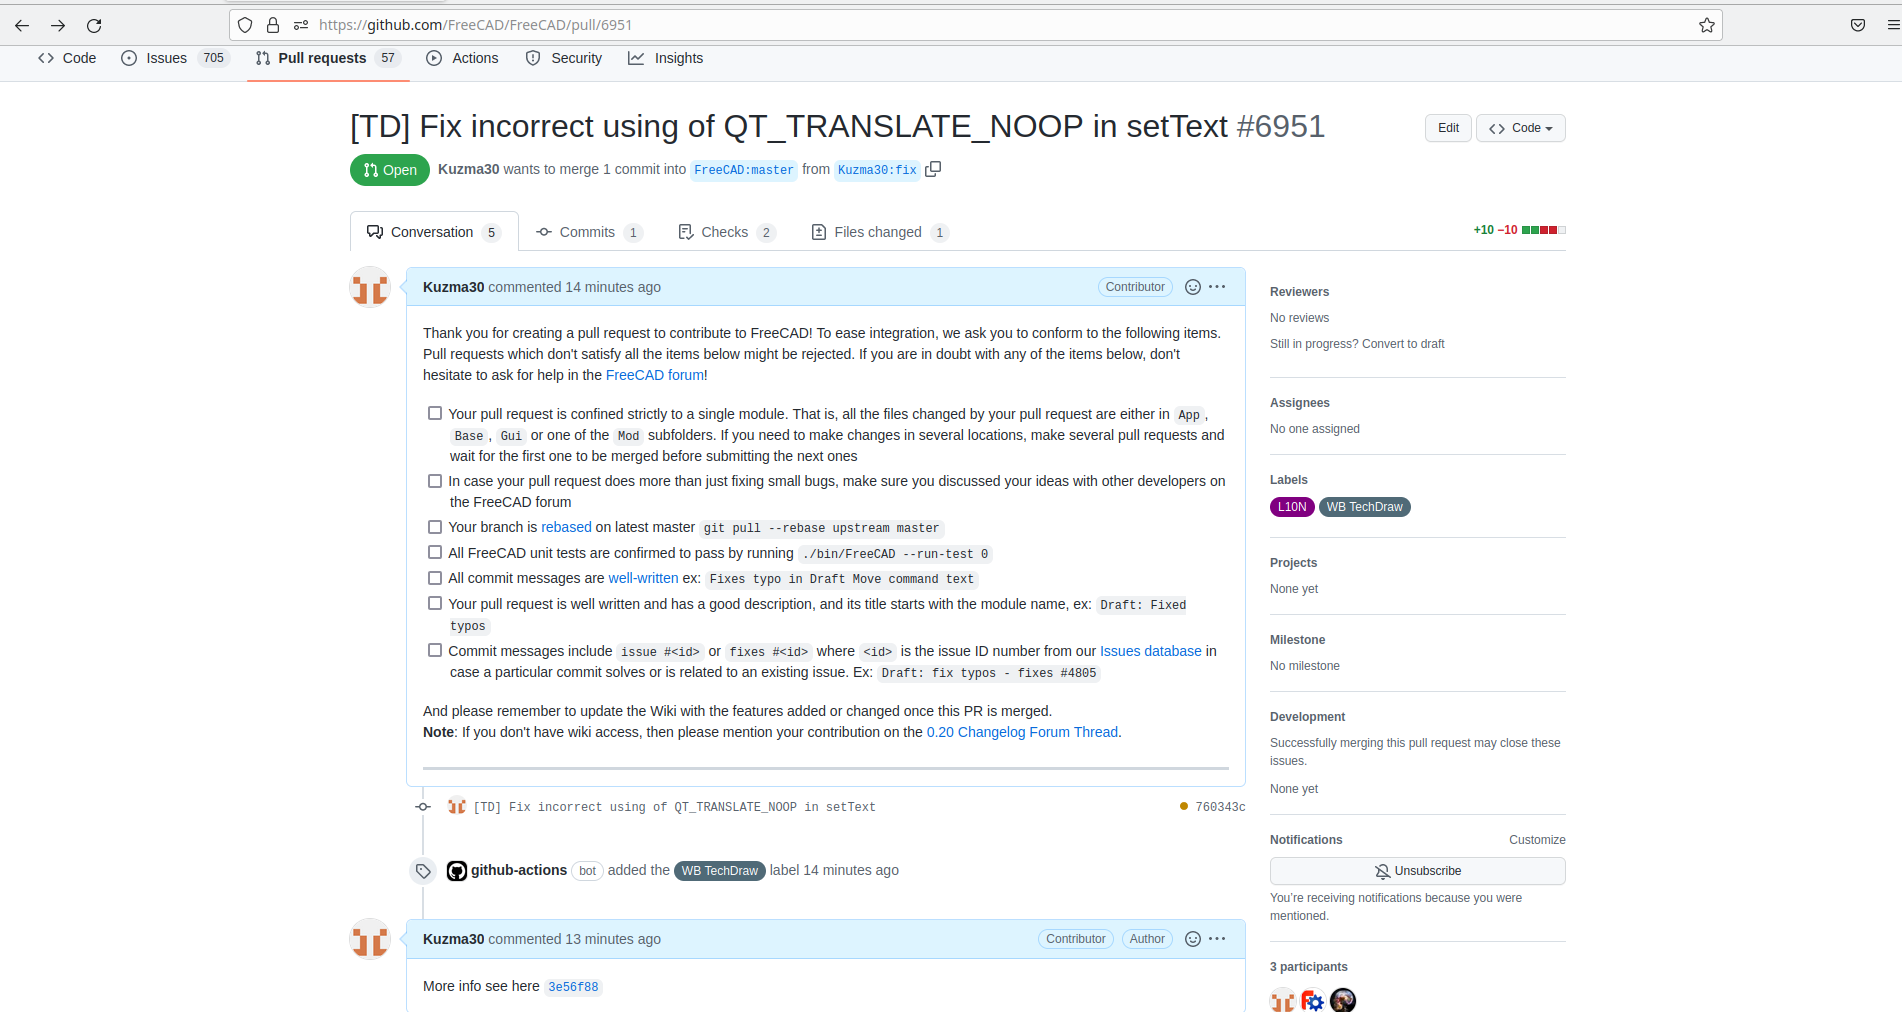 https://github.com/FreeCAD/FreeCAD/pull/6951
Code Issues 705 Pull requests 57 Actions Security Insights
[TD] Fix incorrect using of QT_TRANSLATE_NOOP in setText #6951
Edit Code
Open Kuzma30 wants to merge 1 commit into FreeCAD:master from Kuzma30:fix
Conversation 5 Commits 1 Checks 2 Files changed 1
+10 −10
Kuzma30 commented 14 minutes ago Contributor
Thank you for creating a pull request to contribute to FreeCAD! To ease integration, we ask you to conform to the following items.
Pull requests which don't satisfy all the items below might be rejected. If you are in doubt with any of the items below, don't
hesitate to ask for help in the FreeCAD forum!
Your pull request is confined strictly to a single module. That is, all the files changed by your pull request are either in App ,
Base , Gui or one of the Mod subfolders. If you need to make changes in several locations, make several pull requests and
wait for the first one to be merged before submitting the next ones
In case your pull request does more than just fixing small bugs, make sure you discussed your ideas with other developers on
the FreeCAD forum
Your branch is rebased on latest master git pull --rebase upstream master
All FreeCAD unit tests are confirmed to pass by running ./bin/FreeCAD --run-test 0
All commit messages are well-written ex: Fixes typo in Draft Move command text
Your pull request is well written and has a good description, and its title starts with the module name, ex: Draft: Fixed
typos
Commit messages include issue #<id> or fixes #<id> where <id> is the issue ID number from our Issues database in
case a particular commit solves or is related to an existing issue. Ex: Draft: fix typos - fixes #4805
And please remember to update the Wiki with the features added or changed once this PR is merged.
Note: If you don't have wiki access, then please mention your contribution on the 0.20 Changelog Forum Thread.
[TD] Fix incorrect using of QT_TRANSLATE_NOOP in setText 760343c
github-actions bot added the WB TechDraw label 14 minutes ago
Kuzma30 commented 13 minutes ago Contributor Author
More info see here 3e56f88
Reviewers
No reviews
Still in progress? Convert to draft
Assignees
No one assigned
Labels
L10N WB TechDraw
Projects
None yet
Milestone
No milestone
Development
Successfully merging this pull request may close these
issues.
None yet
Notifications Customize
Unsubscribe
You're receiving notifications because you were
mentioned.
3 participants